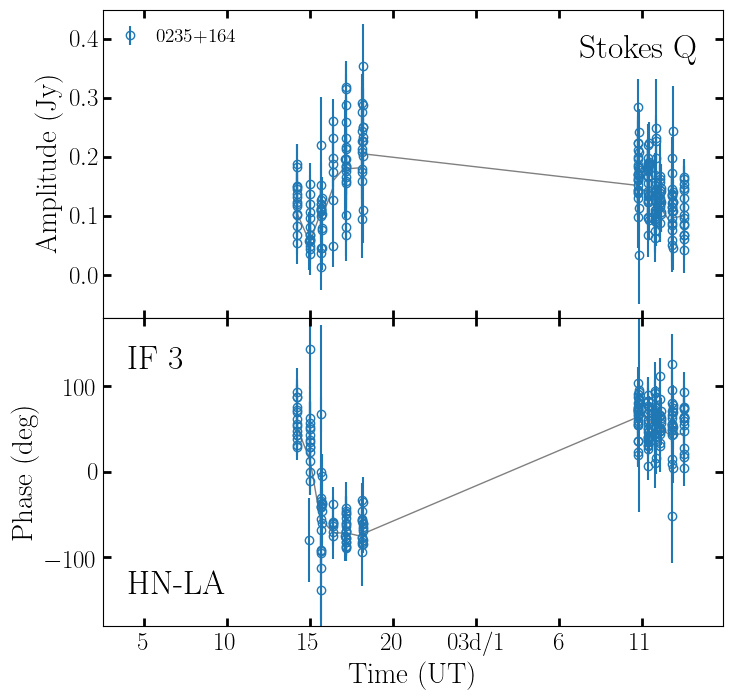 0235+164
Stokes Q
0.4
0.3
0.2
0.1
0.0
Amplitude (Jy)
IF 3
100
0
−100
Phase (deg)
HN-LA
5 10 15 20 03d/1 6 11
Time (UT)